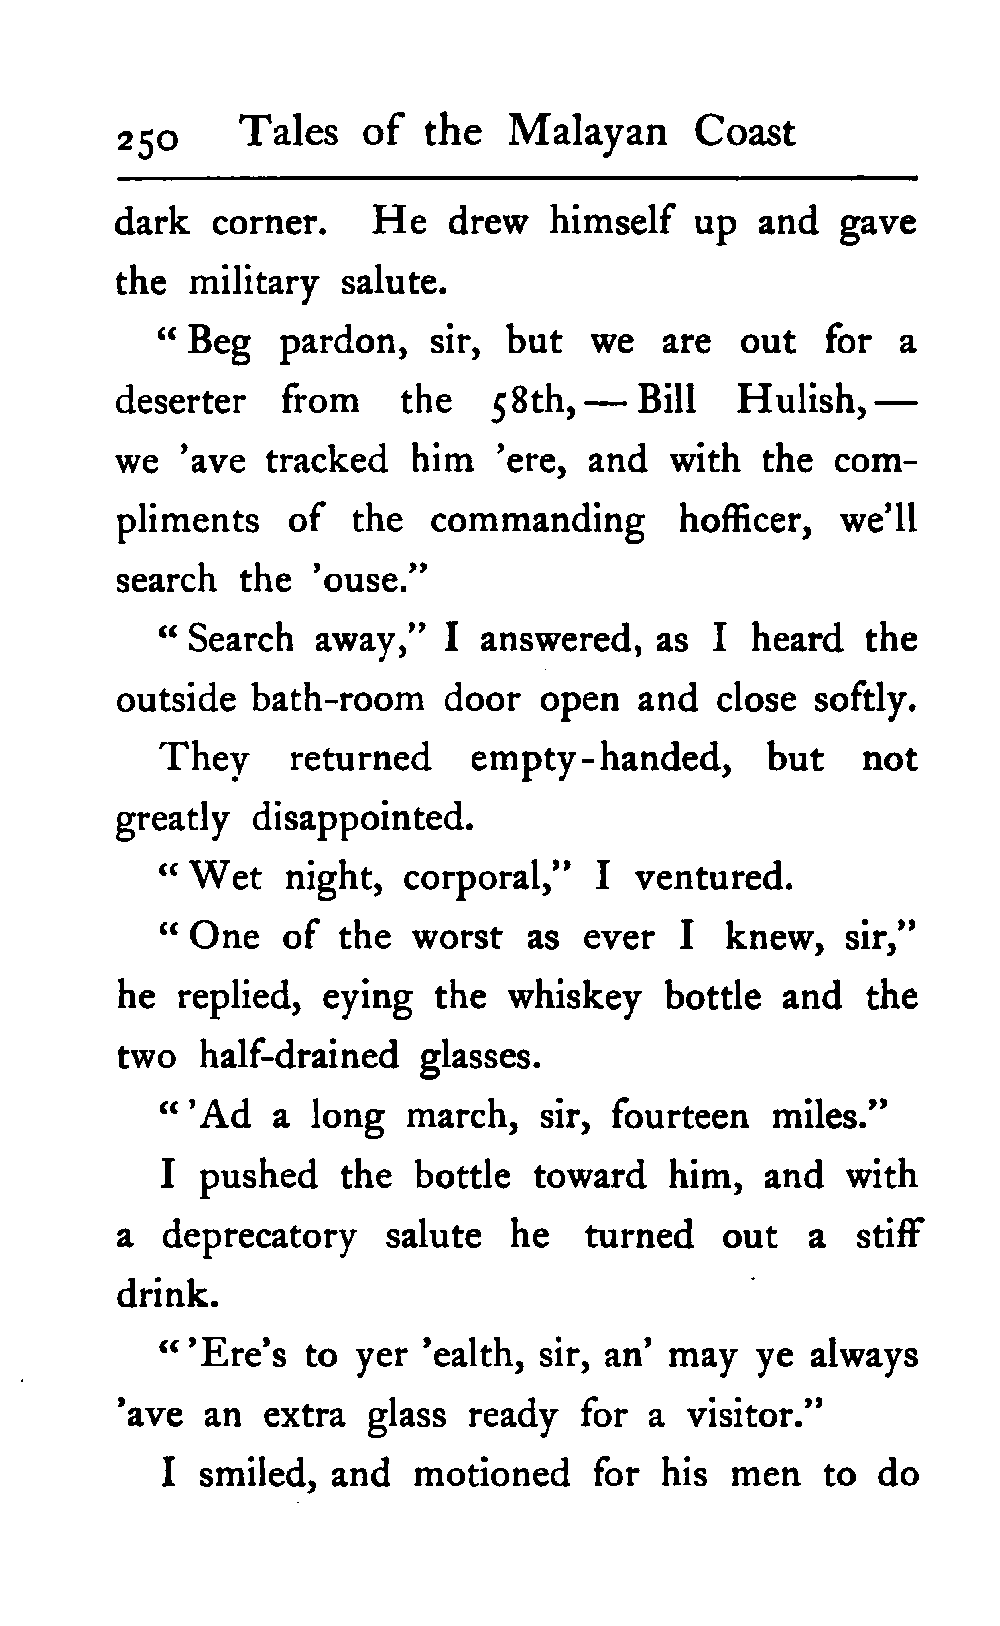 250 Tales of the Malayan Coast
dark corner. He drew himself up and gave
the military salute.
“ Beg pardon, sir, but we are out for a
deserter from the 58th, — Bill Hulish, —
we ’ave tracked him ’ere, and with the com-
pliments of the commanding hofficer, we’ll
search the ’ouse.”
“ Search away,” I answered, as I heard the
outside bath-room door open and close softly.
They returned empty-handed, but not
greatly disappointed.
“ Wet night, corporal,” I ventured.
“ One of the worst as ever I knew, sir,”
he replied, eying the whiskey bottle and the
two half-drained glasses.
“ ’Ad a long march, sir, fourteen miles.”
I pushed the bottle toward him, and with
a deprecatory salute he turned out a stiff
drink.
“ ’Ere’s to yer ’ealth, sir, an’ may ye always
’ave an extra glass ready for a visitor.”
I smiled, and motioned for his men to do